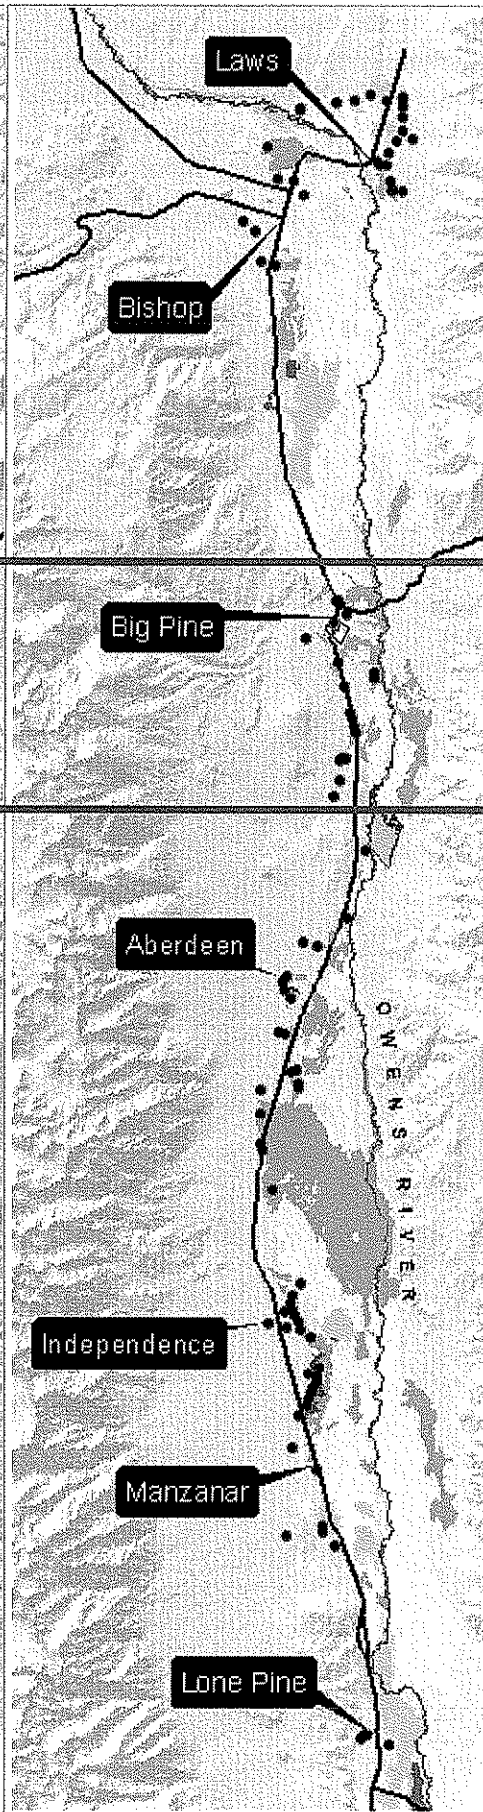 Laws
Bishop
Big Pine
Aberdeen
OWENS RIVER
Independence
Manzanar
Lone Pine